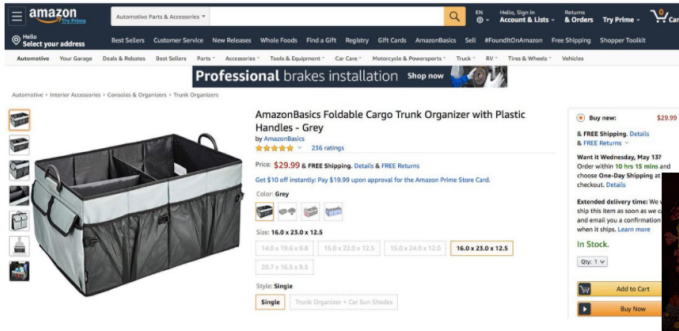 amazon
Try Prime
Automotive Parts & Accessories
EN
Hello, Sign in
Account & Lists
Returns
& Orders
Try Prime
0
Car
Hello
Select your address
Best Sellers Customer Service New Releases Whole Foods Find a Gift Registry Gift Cards AmazonBasics Sell #FoundItOnAmazon Free Shipping Shopper Toolkit
Automotive Your Garage Deals & Rebates Best Sellers Parts Accessories Tools & Equipment Car Care Motorcycle & Powersports Truck RV Tires & Wheels Vehicles
Professional brakes installation Shop now
Automotive › Interior Accessories › Consoles & Organizers › Trunk Organizers
AmazonBasics Foldable Cargo Trunk Organizer with Plastic
Handles - Grey
by AmazonBasics
236 ratings
Price: $29.99 & FREE Shipping. Details & FREE Returns
Get $10 off instantly: Pay $19.99 upon approval for the Amazon Prime Store Card.
Color: Grey
Size: 16.0 x 23.0 x 12.5
14.0 x 19.6 x 9.8 15.0 x 22.0 x 12.5 15.0 x 24.0 x 12.0 16.0 x 23.0 x 12.5
20.7 x 16.5 x 9.5
Style: Single
Single Trunk Organizer + Car Sun Shades
Buy new: $29.99
& FREE Shipping. Details
& FREE Returns
Want it Wednesday, May 13?
Order within 10 hrs 15 mins and
choose One-Day Shipping at
checkout. Details
Extended delivery time: We
ship this item as soon as we
and email you a confirmation
when it ships. Learn more
In Stock.
Qty: 1
Add to Cart
Buy Now